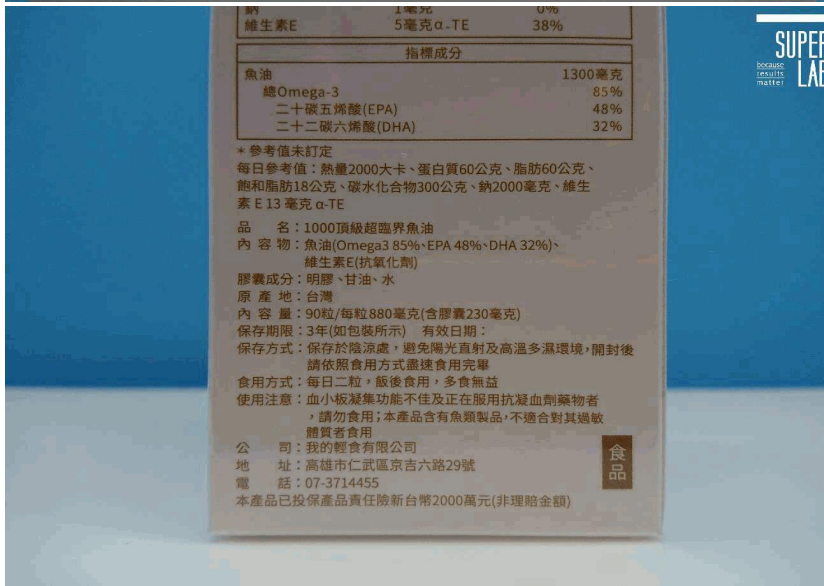 鈉 1毫克 0%
維生素E 5毫克α-TE 38%
指標成分
魚油 1300毫克
總Omega-3 85%
二十碳五烯酸(EPA) 48%
二十二碳六烯酸(DHA) 32%
*參考值未訂定
每日參考值：熱量2000大卡、蛋白質60公克、脂肪60公克、
飽和脂肪18公克、碳水化合物300公克、鈉2000毫克、維生
素 E 13 毫克 α-TE
品 名：1000頂級超臨界魚油
內 容 物：魚油(Omega3 85%、EPA 48%、DHA 32%)、
維生素E(抗氧化劑)
膠囊成分：明膠、甘油、水
原 產 地：台灣
內 容 量：90粒/每粒880毫克(含膠囊230毫克)
保存期限：3年(如包裝所示) 有效日期：
保存方式：保存於陰涼處，避免陽光直射及高溫多濕環境，開封後
請依照食用方式盡速食用完畢
食用方式：每日二粒，飯後食用，多食無益
使用注意：血小板凝集功能不佳及正在服用抗凝血劑藥物者
，請勿食用；本產品含有魚類製品，不適合對其過敏
體質者食用
公 司：我的輕食有限公司
地 址：高雄市仁武區京吉六路29號
電 話：07-3714455
本產品已投保產品責任險新台幣2000萬元(非理賠金額)
食品
SUPER
LAB
because
results
matter